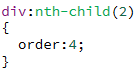 div:nth-child(2)
{
  order:4;
}